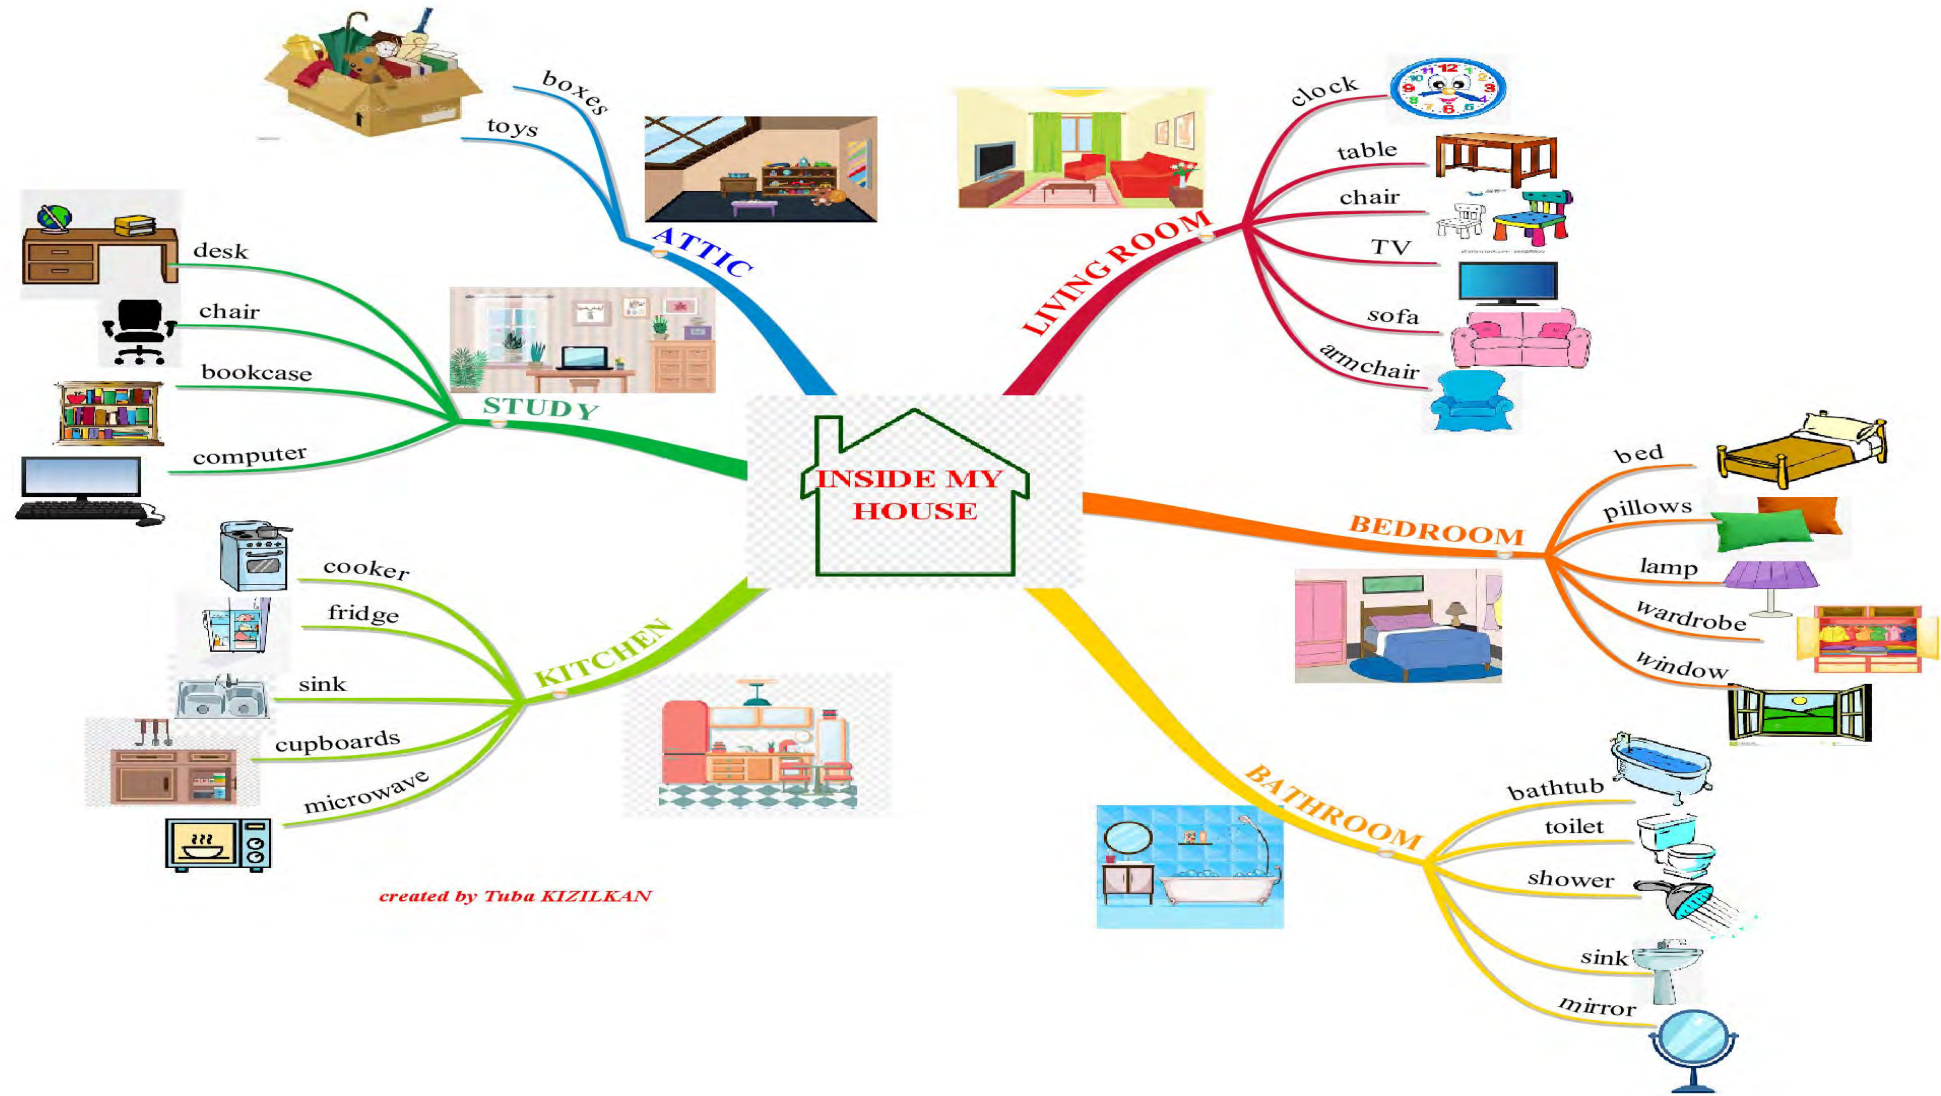 INSIDE MY
HOUSE
LIVING ROOM
clock
table
chair
TV
sofa
armchair
BEDROOM
bed
pillows
lamp
wardrobe
window
BATHROOM
bathtub
toilet
shower
sink
mirror
KITCHEN
cooker
fridge
sink
cupboards
microwave
STUDY
desk
chair
bookcase
computer
ATTIC
boxes
toys
created by Tuba KIZILKAN